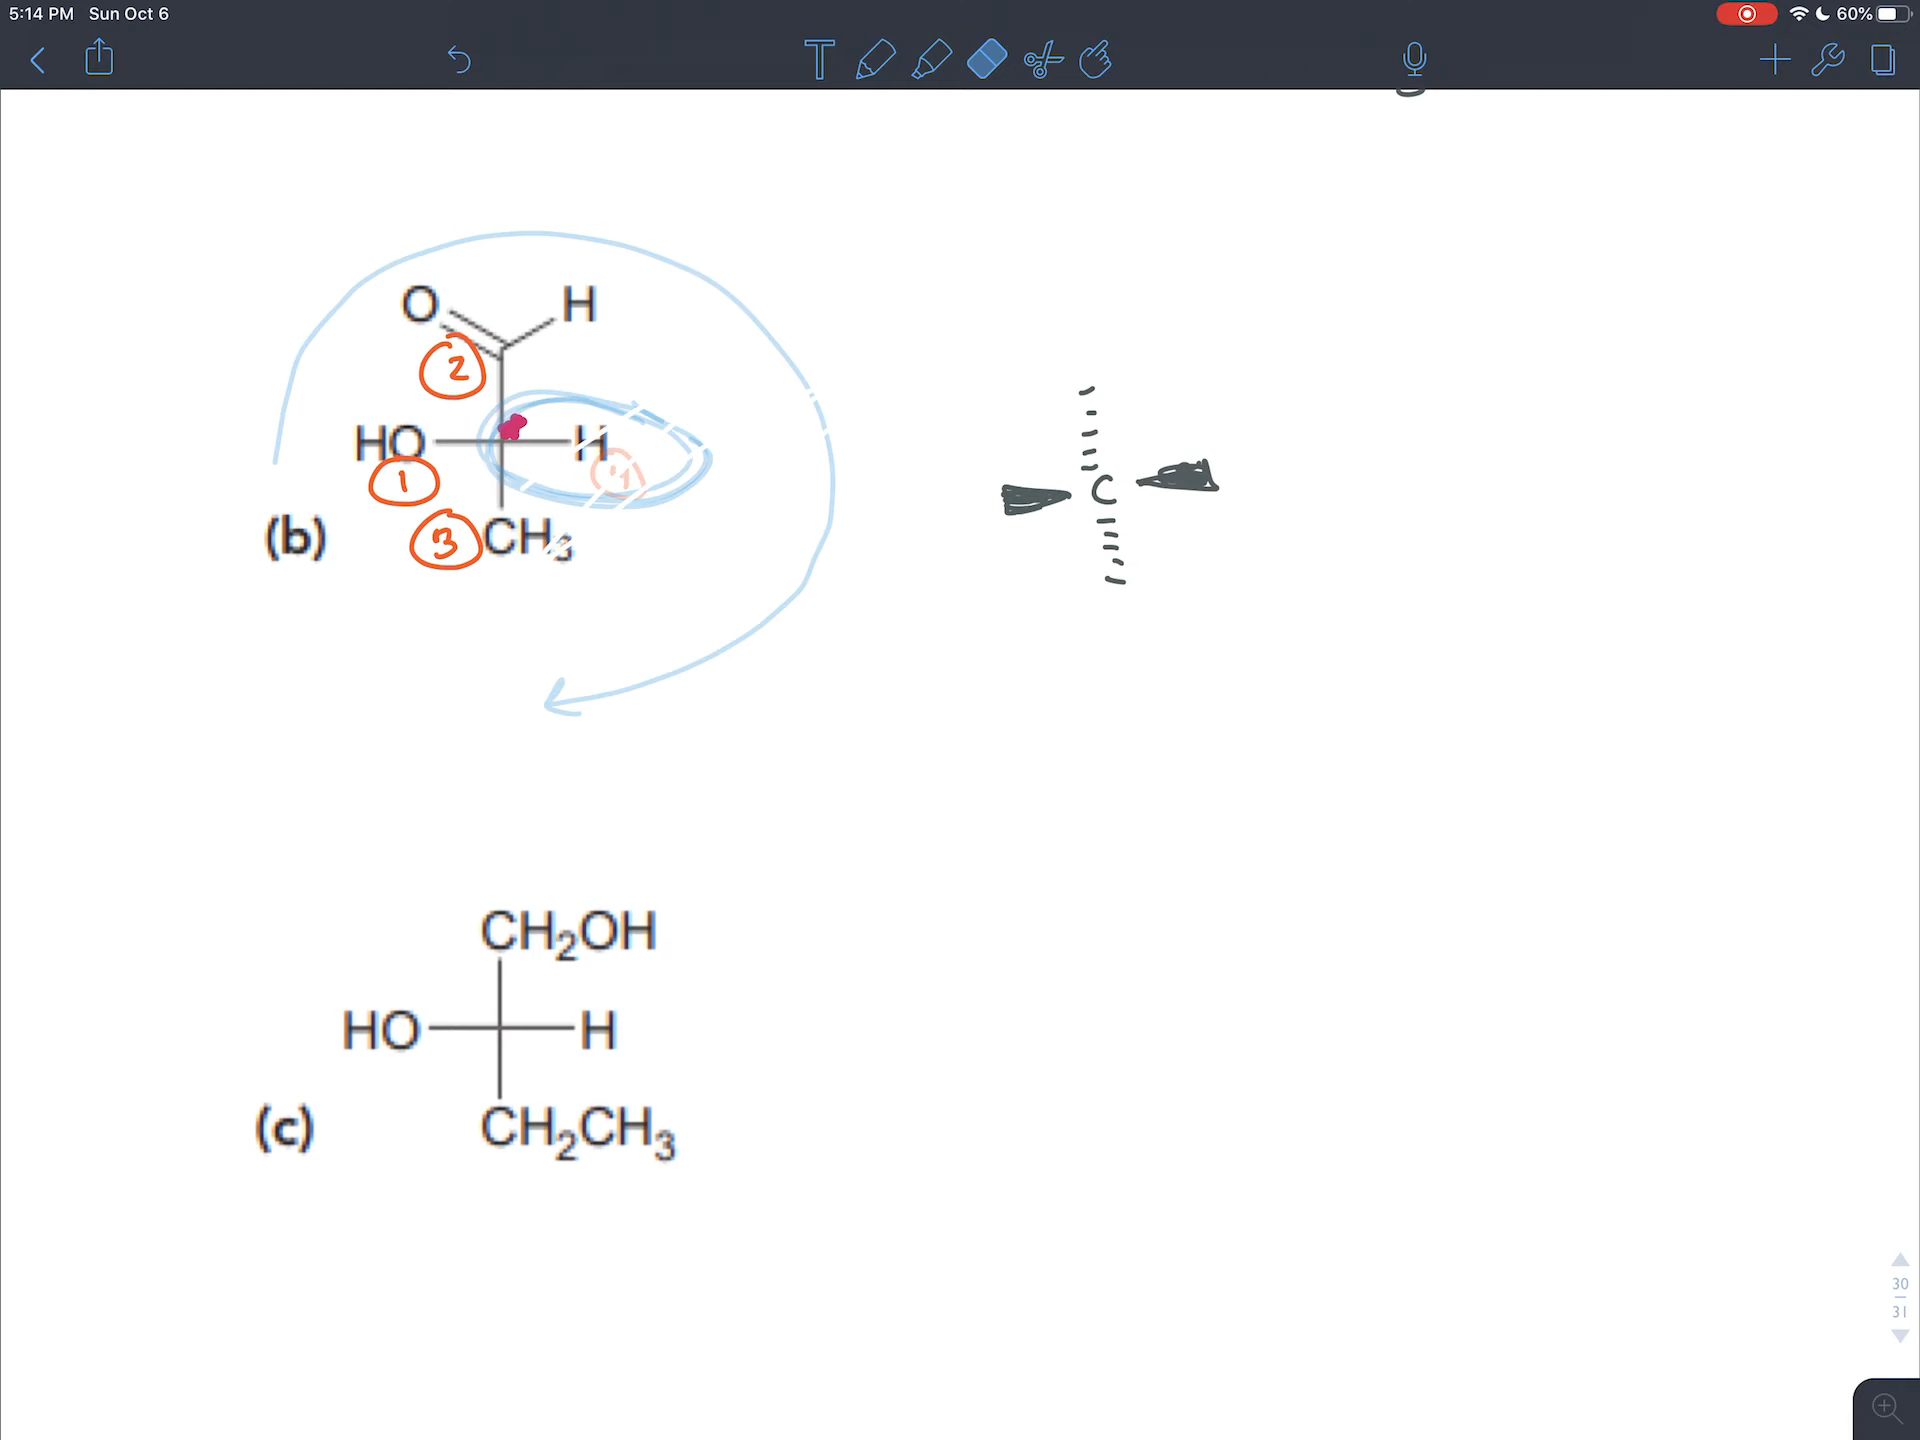 5:14 PM Sun Oct 6
60%
T
O H
2
HO H
1
(b) 3 CH3
C
CH2OH
HO H
(c) CH2CH3
30
31